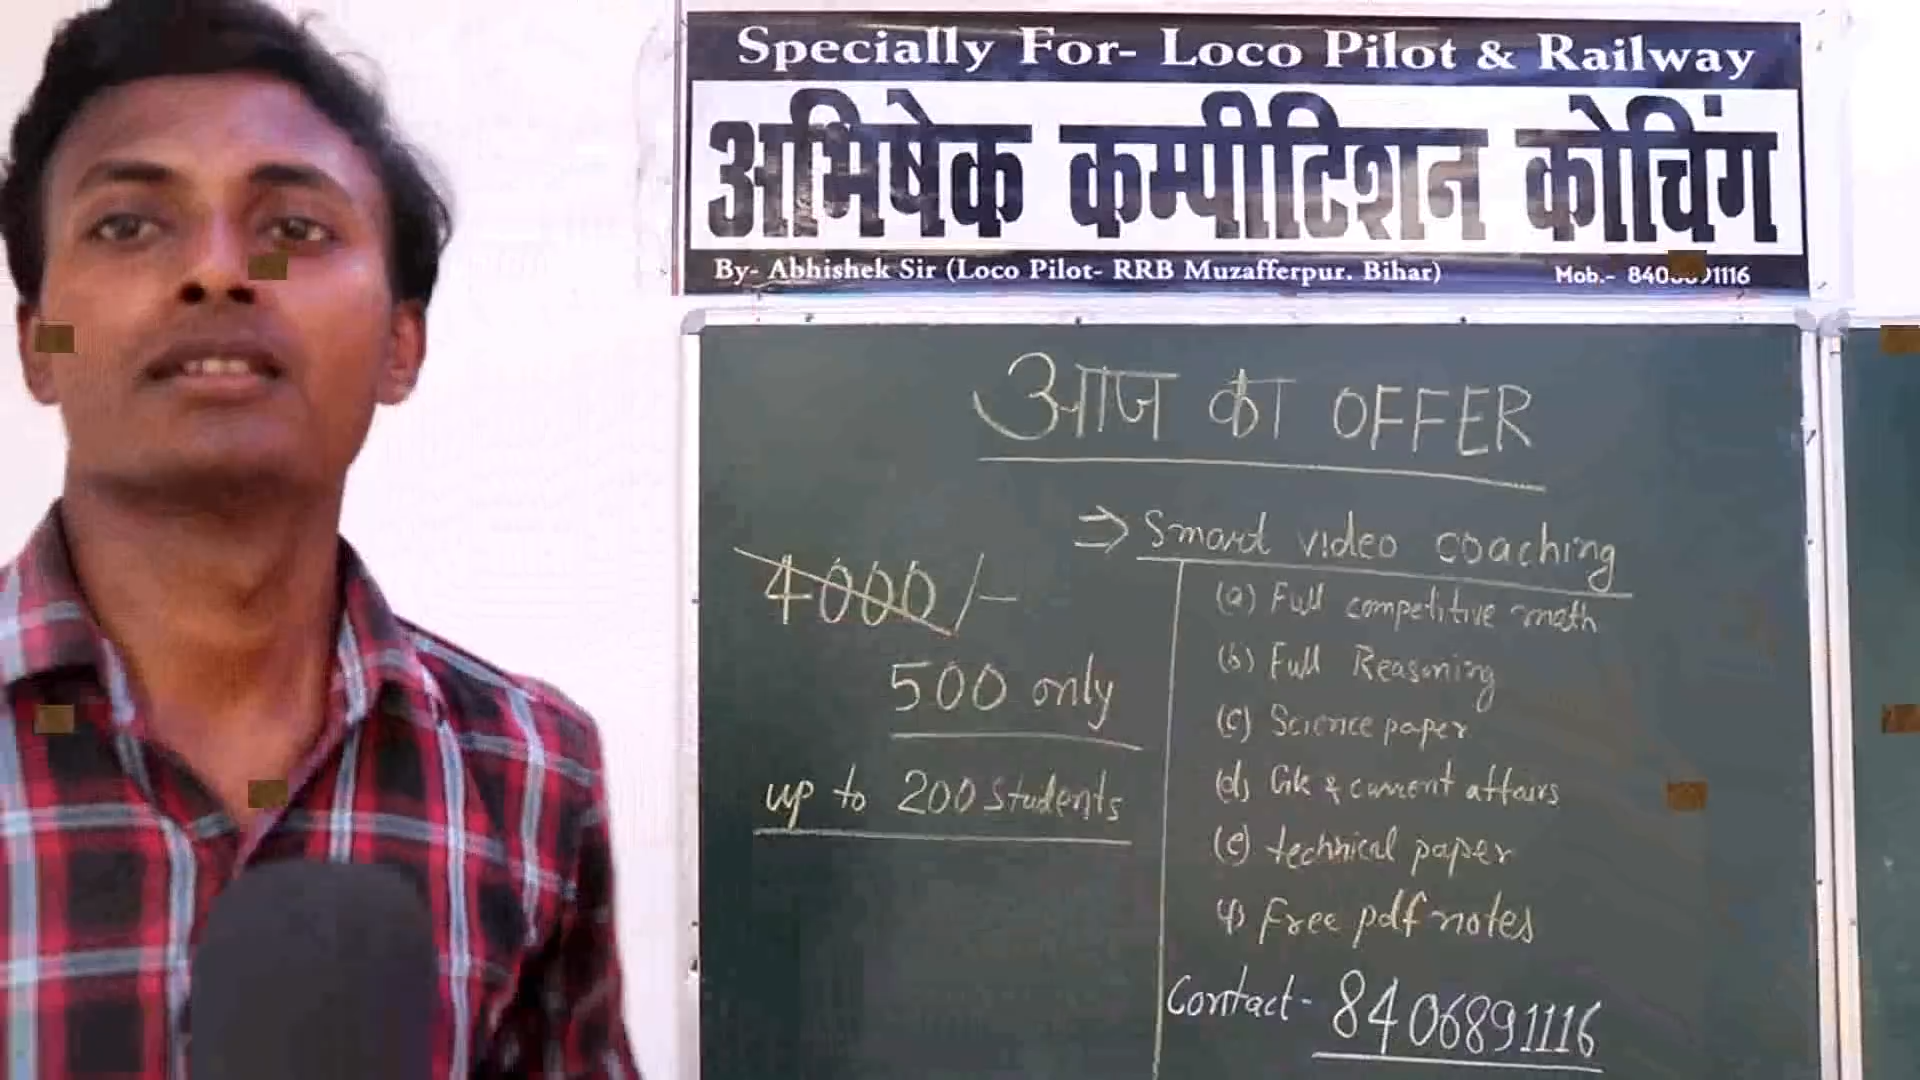 Specially For- Loco Pilot & Railway
अभिषेक कम्पीटिशन कोचिंग
By- Abhishek Sir (Loco Pilot- RRB Muzafferpur. Bihar)
Mob.-
आज का OFFER
⇒ Smart video coaching
4000/-
500 only
up to 200 students
(a) Full competitive math
(b) Full Reasoning
(c) Science paper
(d) Gk & current affairs
(e) technical paper
(f) Free pdf notes
Contact- 8406891116